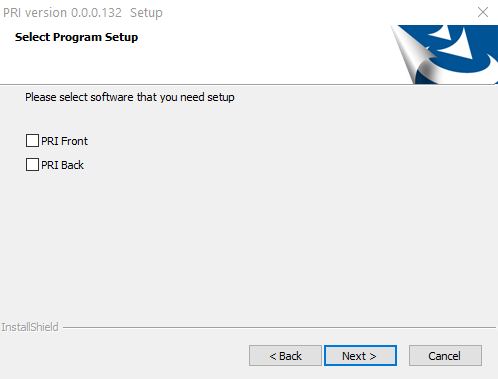 PRI version 0.0.0.132 Setup
Select Program Setup
Please select software that you need setup
PRI Front
PRI Back
InstallShield
< Back
Next >
Cancel